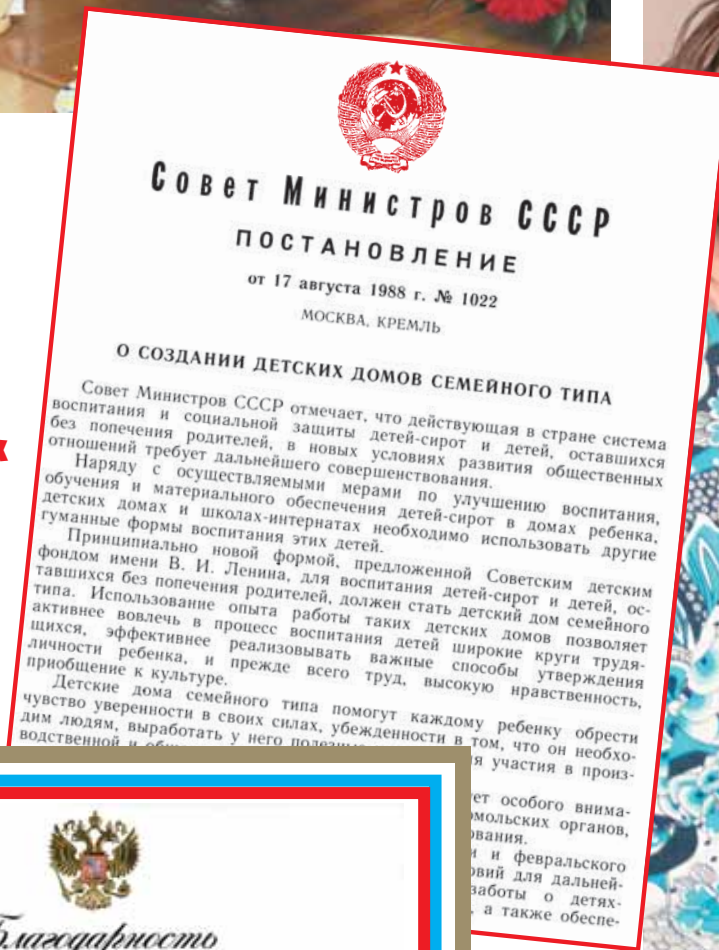 Совет Министров СССР
ПОСТАНОВЛЕНИЕ
от 17 августа 1988 г. № 1022
МОСКВА, КРЕМЛЬ
О СОЗДАНИИ ДЕТСКИХ ДОМОВ СЕМЕЙНОГО ТИПА
Совет Министров СССР отмечает, что действующая в стране система
воспитания и социальной защиты детей-сирот и детей, оставшихся
без попечения родителей, в новых условиях развития общественных
отношений требует дальнейшего совершенствования.
Наряду с осуществляемыми мерами по улучшению воспитания,
обучения и материального обеспечения детей-сирот в домах ребенка,
детских домах и школах-интернатах необходимо использовать другие
гуманные формы воспитания этих детей.
Принципиально новой формой, предложенной Советским детским
фондом имени В. И. Ленина, для воспитания детей-сирот и детей, ос-
тавшихся без попечения родителей, должен стать детский дом семейного
типа. Использование опыта работы таких детских домов позволяет
активнее вовлечь в процесс воспитания детей широкие круги трудя-
щихся, эффективнее реализовывать важные способы утверждения
личности ребенка, и прежде всего труд, высокую нравственность,
приобщение к культуре.
Детские дома семейного типа помогут каждому ребенку обрести
чувство уверенности в своих силах, убежденности в том, что он необхо-
дим людям, выработать у него участия в произ-
водственной и
особого внима-
органов,
и февральского
для дальней-
заботы о детях-
, а также обеспе-
Благодарность